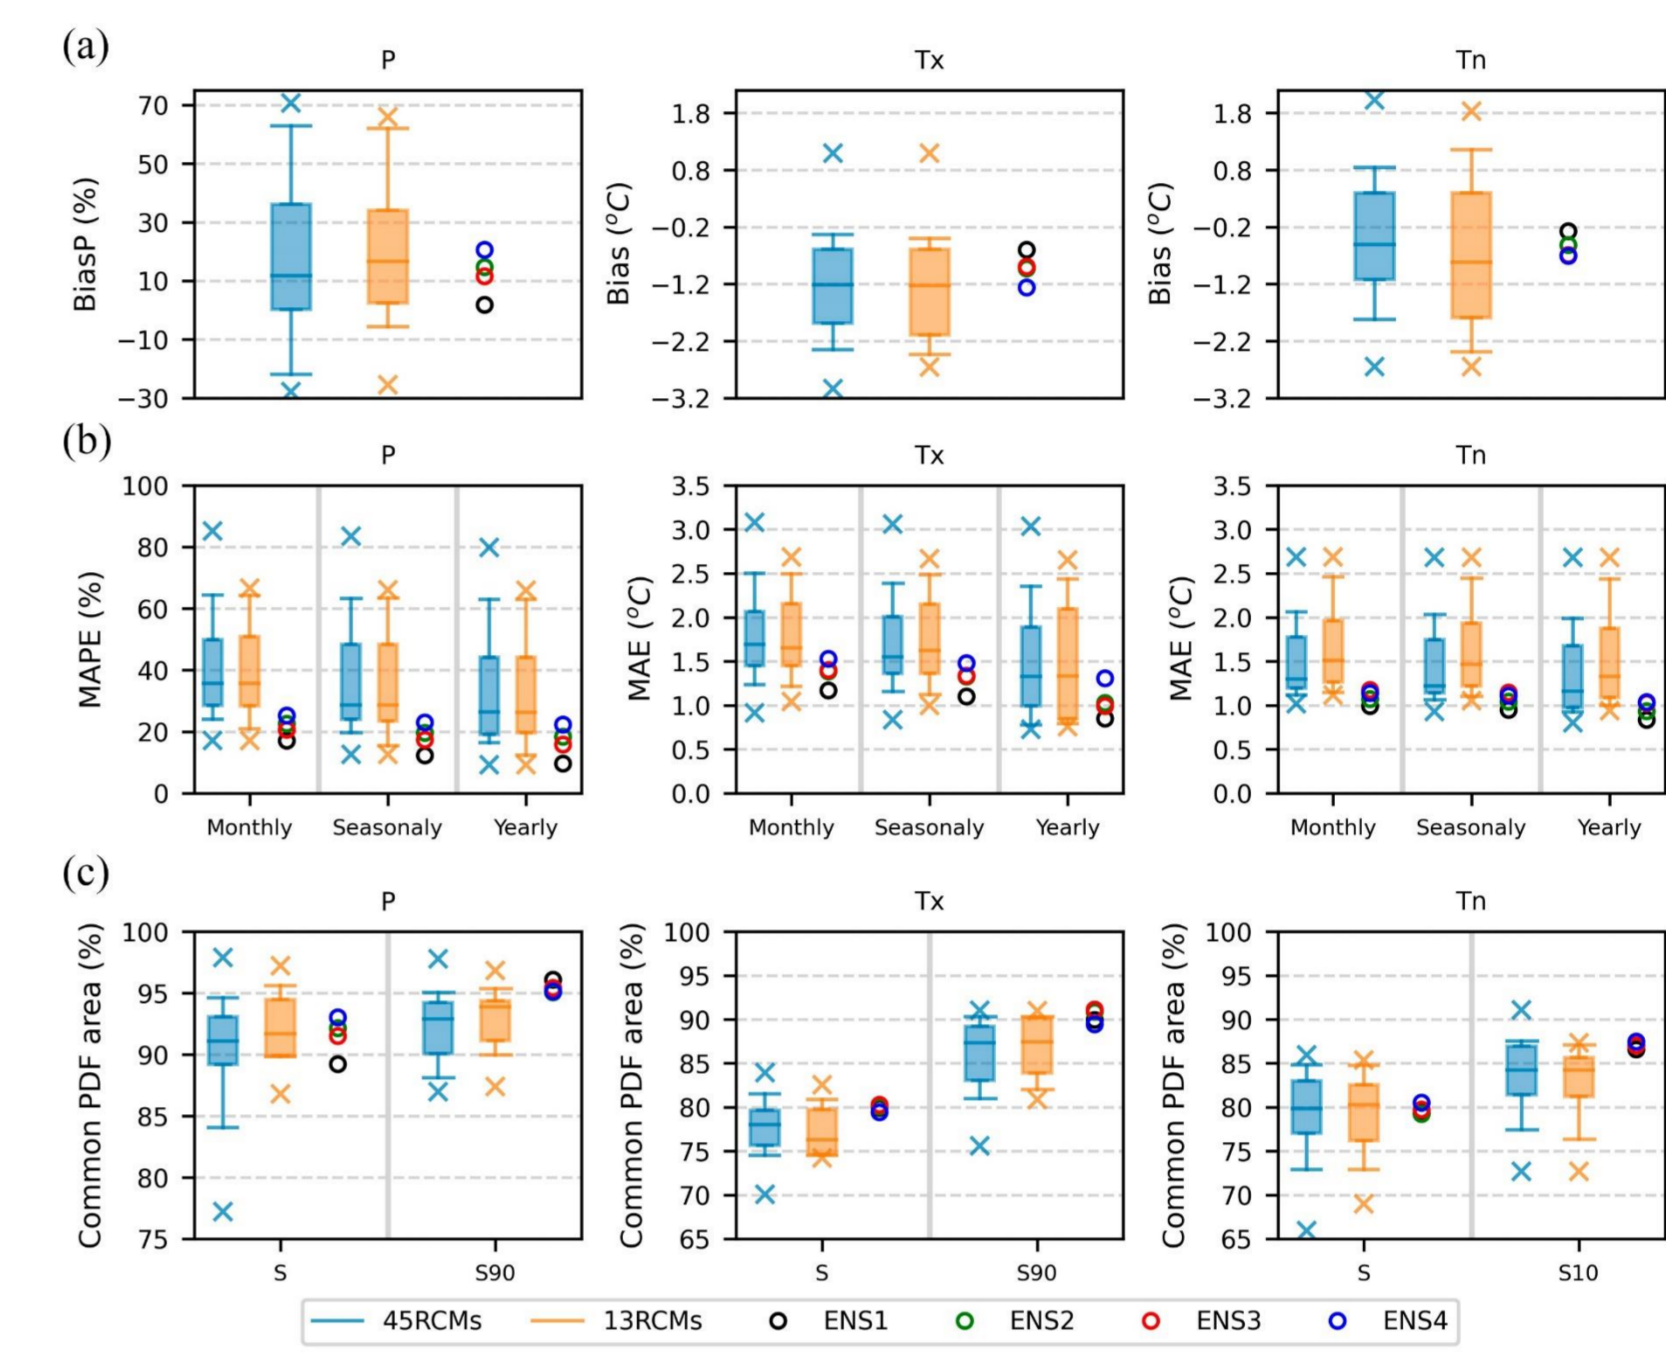 (a)
P
Tx
Tn
BiasP (%)
70
50
30
10
−10
−30
Bias (°C)
1.8
0.8
−0.2
−1.2
−2.2
−3.2
Bias (°C)
1.8
0.8
−0.2
−1.2
−2.2
−3.2
(b)
P
Tx
Tn
MAPE (%)
100
80
60
40
20
0
Monthly
Seasonaly
Yearly
MAE (°C)
3.5
3.0
2.5
2.0
1.5
1.0
0.5
0.0
Monthly
Seasonaly
Yearly
MAE (°C)
3.5
3.0
2.5
2.0
1.5
1.0
0.5
0.0
Monthly
Seasonaly
Yearly
(c)
P
Tx
Tn
Common PDF area (%)
100
95
90
85
80
75
S
S90
Common PDF area (%)
100
95
90
85
80
75
70
65
S
S90
Common PDF area (%)
100
95
90
85
80
75
70
65
S
S10
45RCMs
13RCMs
ENS1
ENS2
ENS3
ENS4